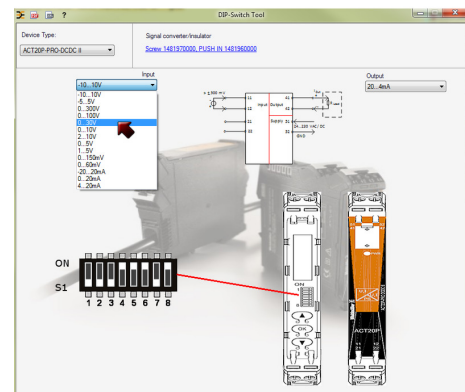 DIP-Switch Tool
?
Device Type:
Signal converter/insulator
ACT20P-PRO-DCDC II
Screw 1481970000, PUSH IN 1481960000
Input
Output
-10...10V
20...4mA
-10...10V
-5...5V
0...300V
0...100V
0...30V
0...10V
2...10V
0...5V
1...5V
0...150mV
0...60mV
-20...20mA
0...20mA
4...20mA
Input Output
Supply
GND
ON
S1
1 2 3 4 5 6 7 8
ON
OK
ACT20P